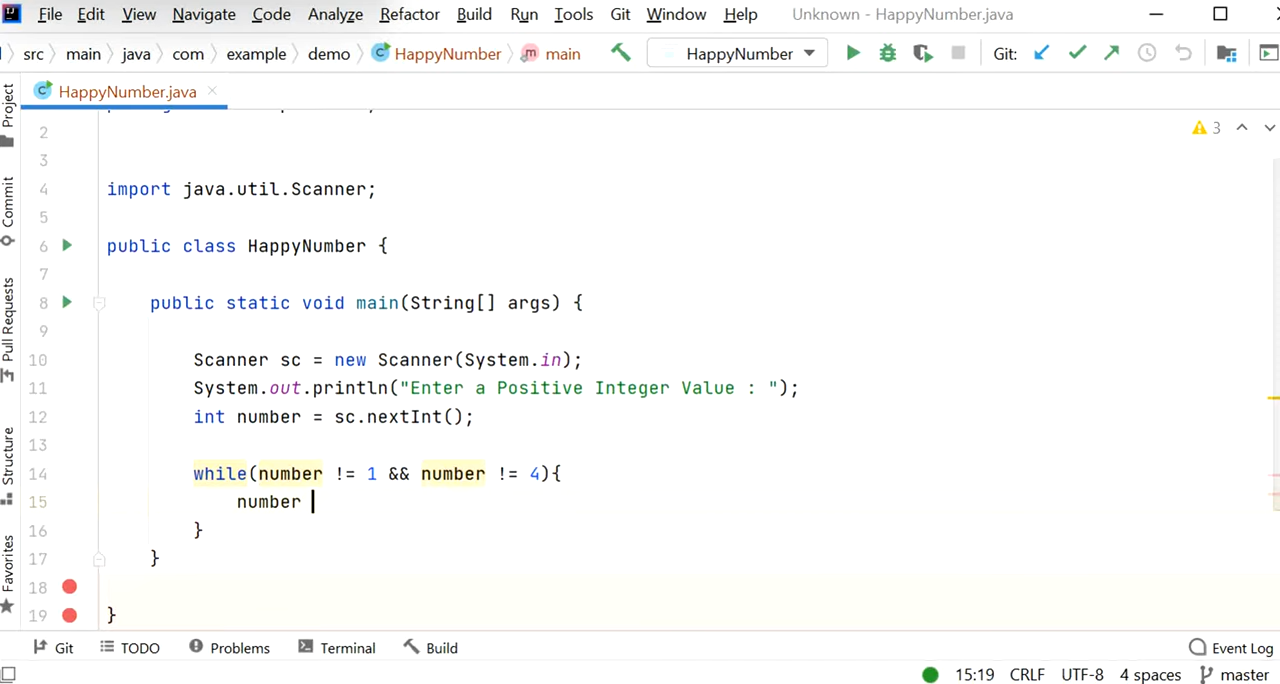 File Edit View Navigate Code Analyze Refactor Build Run Tools Git Window Help Unknown - HappyNumber.java
src main java com example demo HappyNumber main HappyNumber Git:
HappyNumber.java
3
Project
Commit
Pull Requests
Structure
Favorites
2
3
4 import java.util.Scanner;
5
6 public class HappyNumber {
7
8 public static void main(String[] args) {
9
10 Scanner sc = new Scanner(System.in);
11 System.out.println("Enter a Positive Integer Value : ");
12 int number = sc.nextInt();
13
14 while(number != 1 && number != 4){
15 number
16 }
17 }
18
19 }
Git TODO Problems Terminal Build Event Log
15:19 CRLF UTF-8 4 spaces master